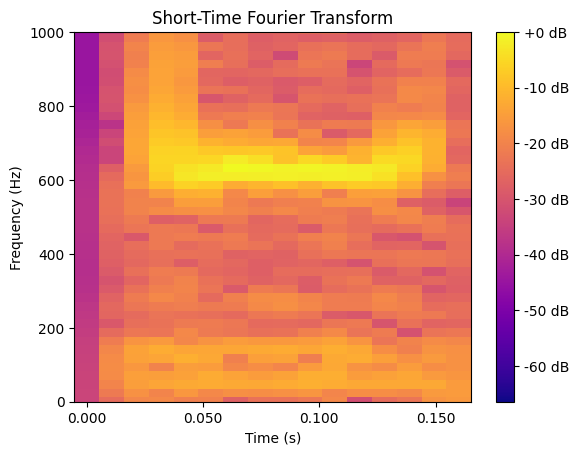 Short-Time Fourier Transform
1000
800
600
400
200
0
Frequency (Hz)
0.000
0.050
0.100
0.150
Time (s)
+0 dB
-10 dB
-20 dB
-30 dB
-40 dB
-50 dB
-60 dB